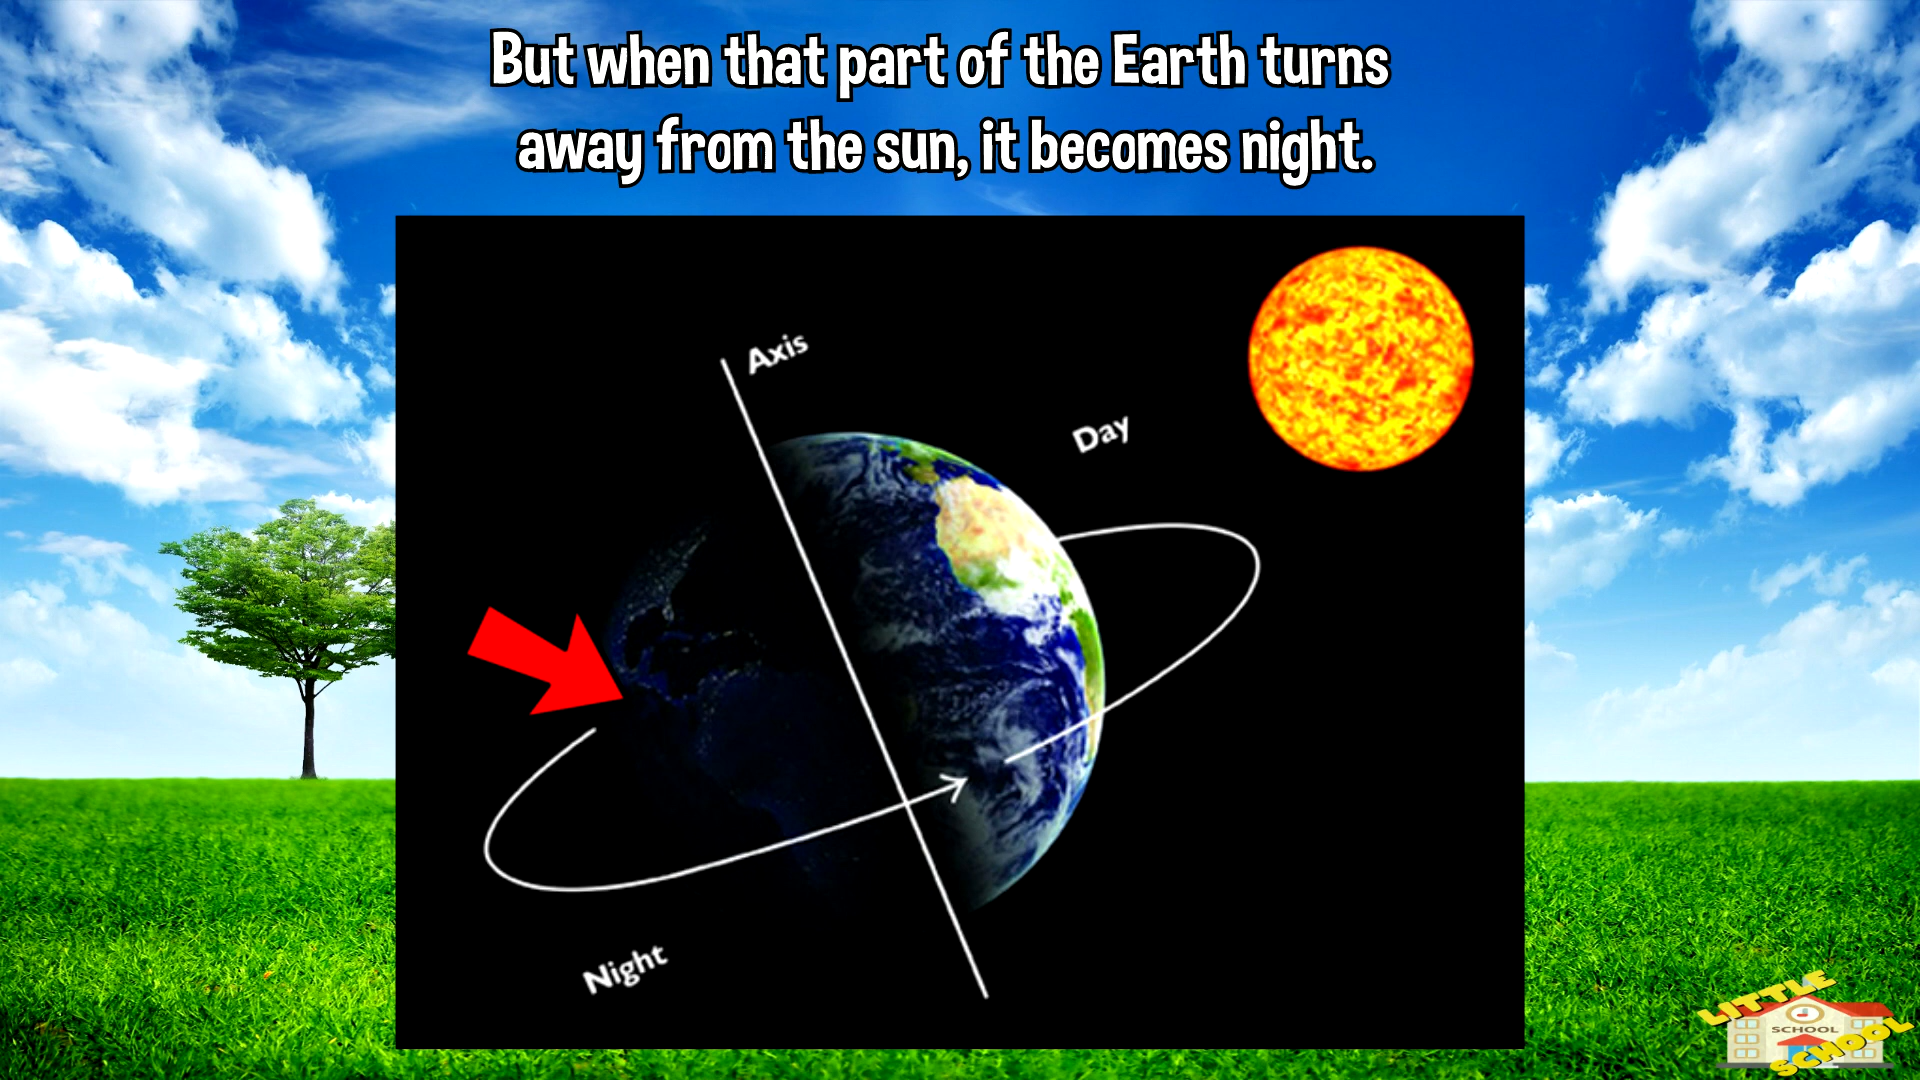 But when that part of the Earth turns
away from the sun, it becomes night.
Axis
Day
Night
LITTLE
SCHOOL
SCHOOL